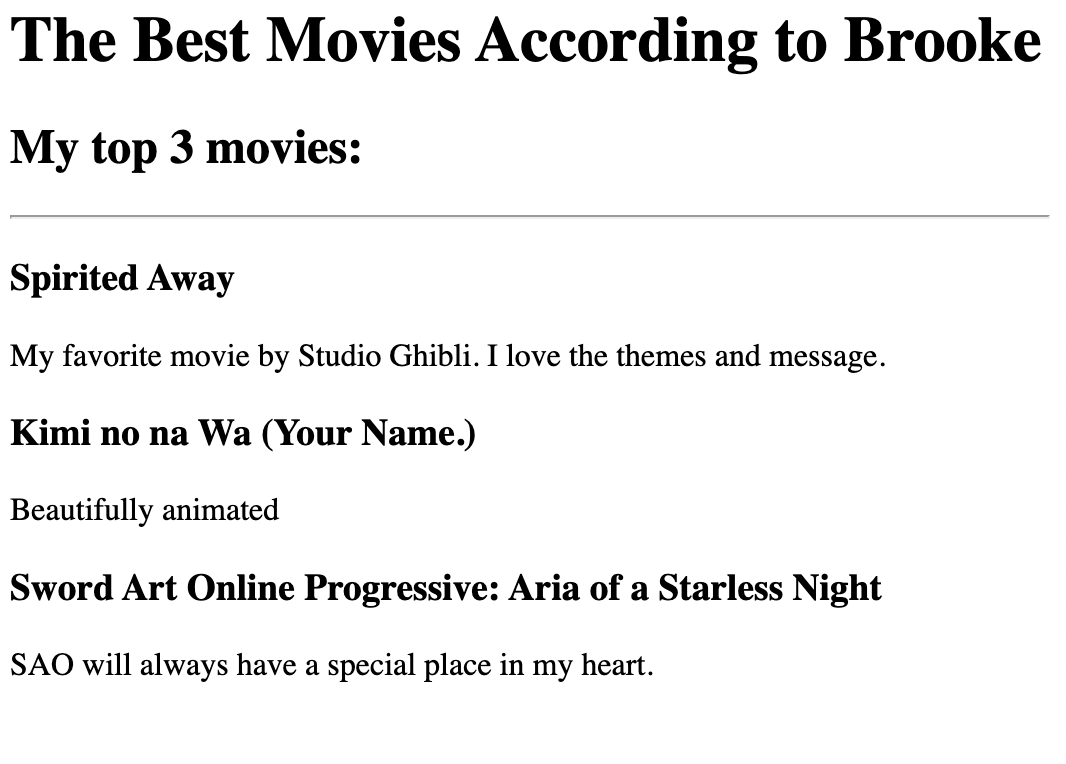 The Best Movies According to Brooke
My top 3 movies:
Spirited Away
My favorite movie by Studio Ghibli. I love the themes and message.
Kimi no na Wa (Your Name.)
Beautifully animated
Sword Art Online Progressive: Aria of a Starless Night
SAO will always have a special place in my heart.